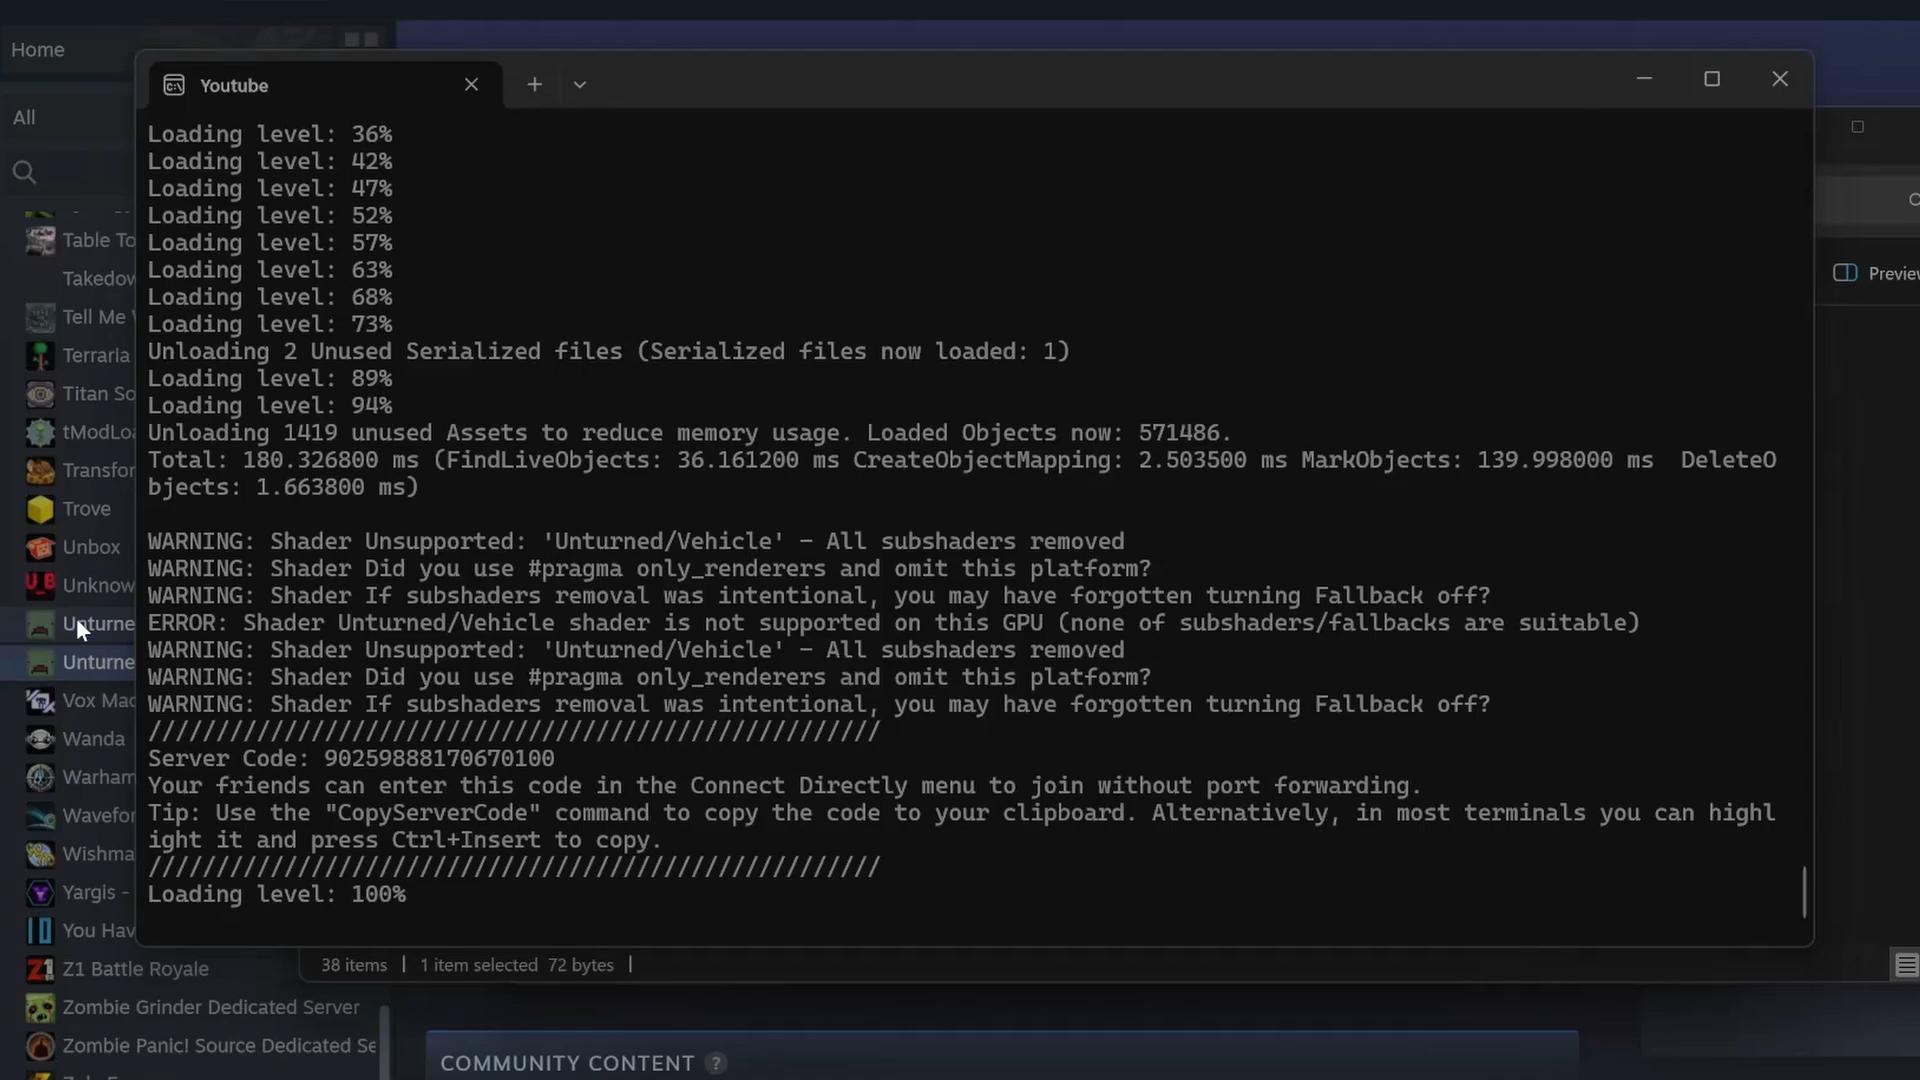 Home
All
Table To
Takedow
Tell Me
Terraria
Titan So
tModLoa
Transfor
Trove
Unbox
Unknow
Unturne
Unturne
Vox Mac
Wanda
Warham
Wavefor
Wishma
Yargis -
You Hav
Z1 Battle Royale
Zombie Grinder Dedicated Server
Zombie Panic! Source Dedicated Se
Youtube
Loading level: 36%
Loading level: 42%
Loading level: 47%
Loading level: 52%
Loading level: 57%
Loading level: 63%
Loading level: 68%
Loading level: 73%
Unloading 2 Unused Serialized files (Serialized files now loaded: 1)
Loading level: 89%
Loading level: 94%
Unloading 1419 unused Assets to reduce memory usage. Loaded Objects now: 571486.
Total: 180.326800 ms (FindLiveObjects: 36.161200 ms CreateObjectMapping: 2.503500 ms MarkObjects: 139.998000 ms  DeleteO
bjects: 1.663800 ms)
WARNING: Shader Unsupported: 'Unturned/Vehicle' - All subshaders removed
WARNING: Shader Did you use #pragma only_renderers and omit this platform?
WARNING: Shader If subshaders removal was intentional, you may have forgotten turning Fallback off?
ERROR: Shader Unturned/Vehicle shader is not supported on this GPU (none of subshaders/fallbacks are suitable)
WARNING: Shader Unsupported: 'Unturned/Vehicle' - All subshaders removed
WARNING: Shader Did you use #pragma only_renderers and omit this platform?
WARNING: Shader If subshaders removal was intentional, you may have forgotten turning Fallback off?
//////////////////////////////////////////////////////
Server Code: 90259888170670100
Your friends can enter this code in the Connect Directly menu to join without port forwarding.
Tip: Use the "CopyServerCode" command to copy the code to your clipboard. Alternatively, in most terminals you can highl
ight it and press Ctrl+Insert to copy.
//////////////////////////////////////////////////////
Loading level: 100%
Preview
38 items | 1 item selected 72 bytes |
COMMUNITY CONTENT ?